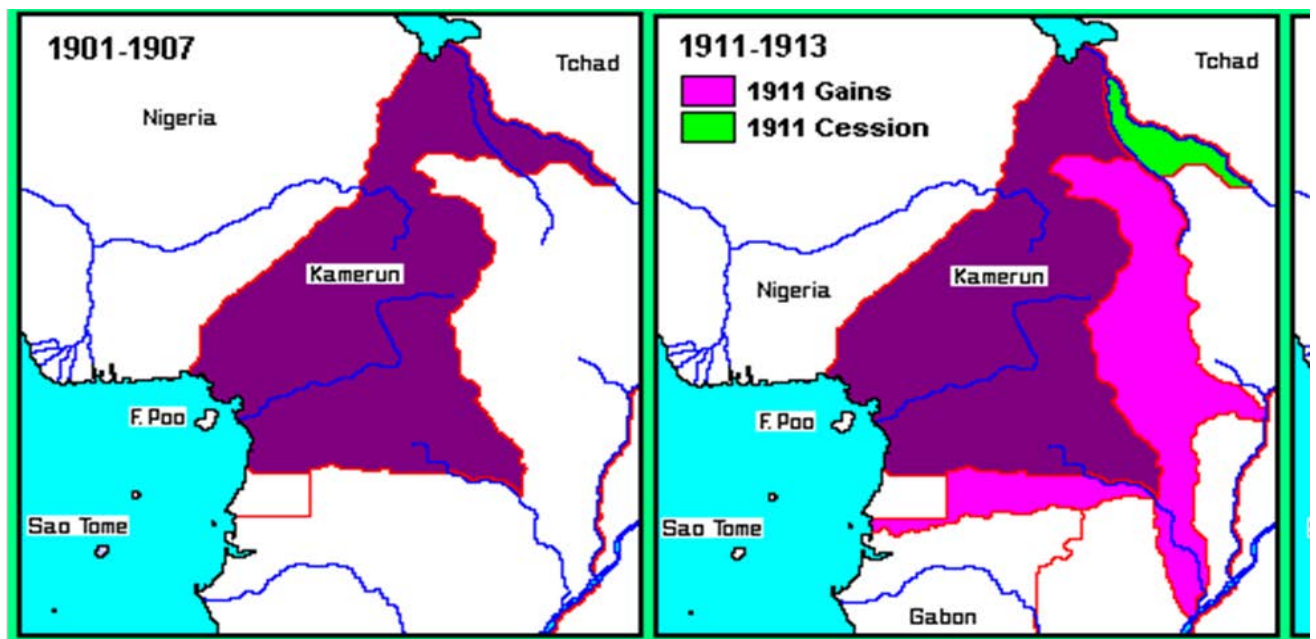 1901-1907
Tchad
Nigeria
Kamerun
F. Poo
Sao Tome
1911-1913
Tchad
1911 Gains
1911 Cession
Nigeria
Kamerun
F. Poo
Sao Tome
Gabon